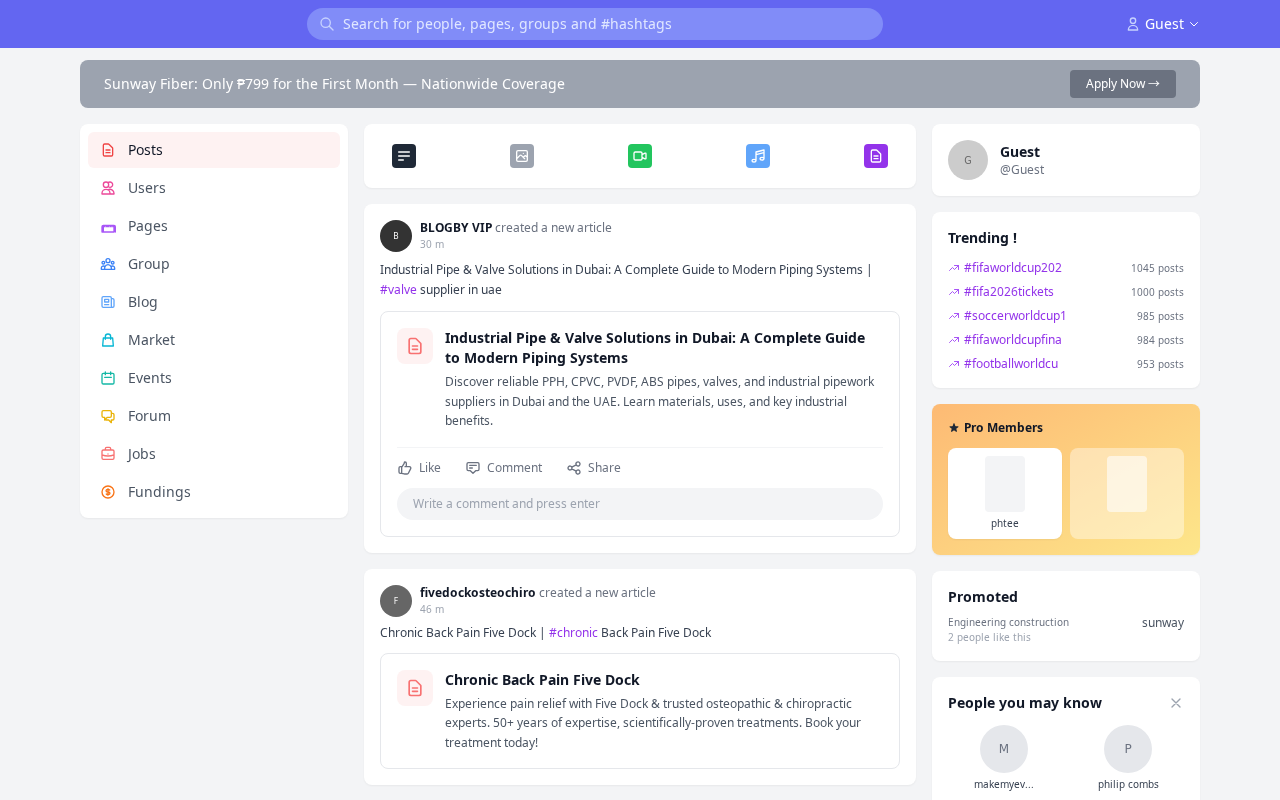 Search for people, pages, groups and #hashtags
Guest
Sunway Fiber: Only ₱799 for the First Month — Nationwide Coverage
Apply Now →
Posts
Users
Pages
Group
Blog
Market
Events
Forum
Jobs
Fundings
B
BLOGBY VIP created a new article
30 m
Industrial Pipe & Valve Solutions in Dubai: A Complete Guide to Modern Piping Systems |
#valve supplier in uae
Industrial Pipe & Valve Solutions in Dubai: A Complete Guide
to Modern Piping Systems
Discover reliable PPH, CPVC, PVDF, ABS pipes, valves, and industrial pipework
suppliers in Dubai and the UAE. Learn materials, uses, and key industrial
benefits.
Like
Comment
Share
Write a comment and press enter
F
fivedockosteochiro created a new article
46 m
Chronic Back Pain Five Dock | #chronic Back Pain Five Dock
Chronic Back Pain Five Dock
Experience pain relief with Five Dock & trusted osteopathic & chiropractic
experts. 50+ years of expertise, scientifically-proven treatments. Book your
treatment today!
G
Guest
@Guest
Trending !
#fifaworldcup202 1045 posts
#fifa2026tickets 1000 posts
#soccerworldcup1 985 posts
#fifaworldcupfina 984 posts
#footballworldcu 953 posts
★ Pro Members
phtee
Promoted
Engineering construction
2 people like this
sunway
People you may know
M
P
makemyev...
philip combs